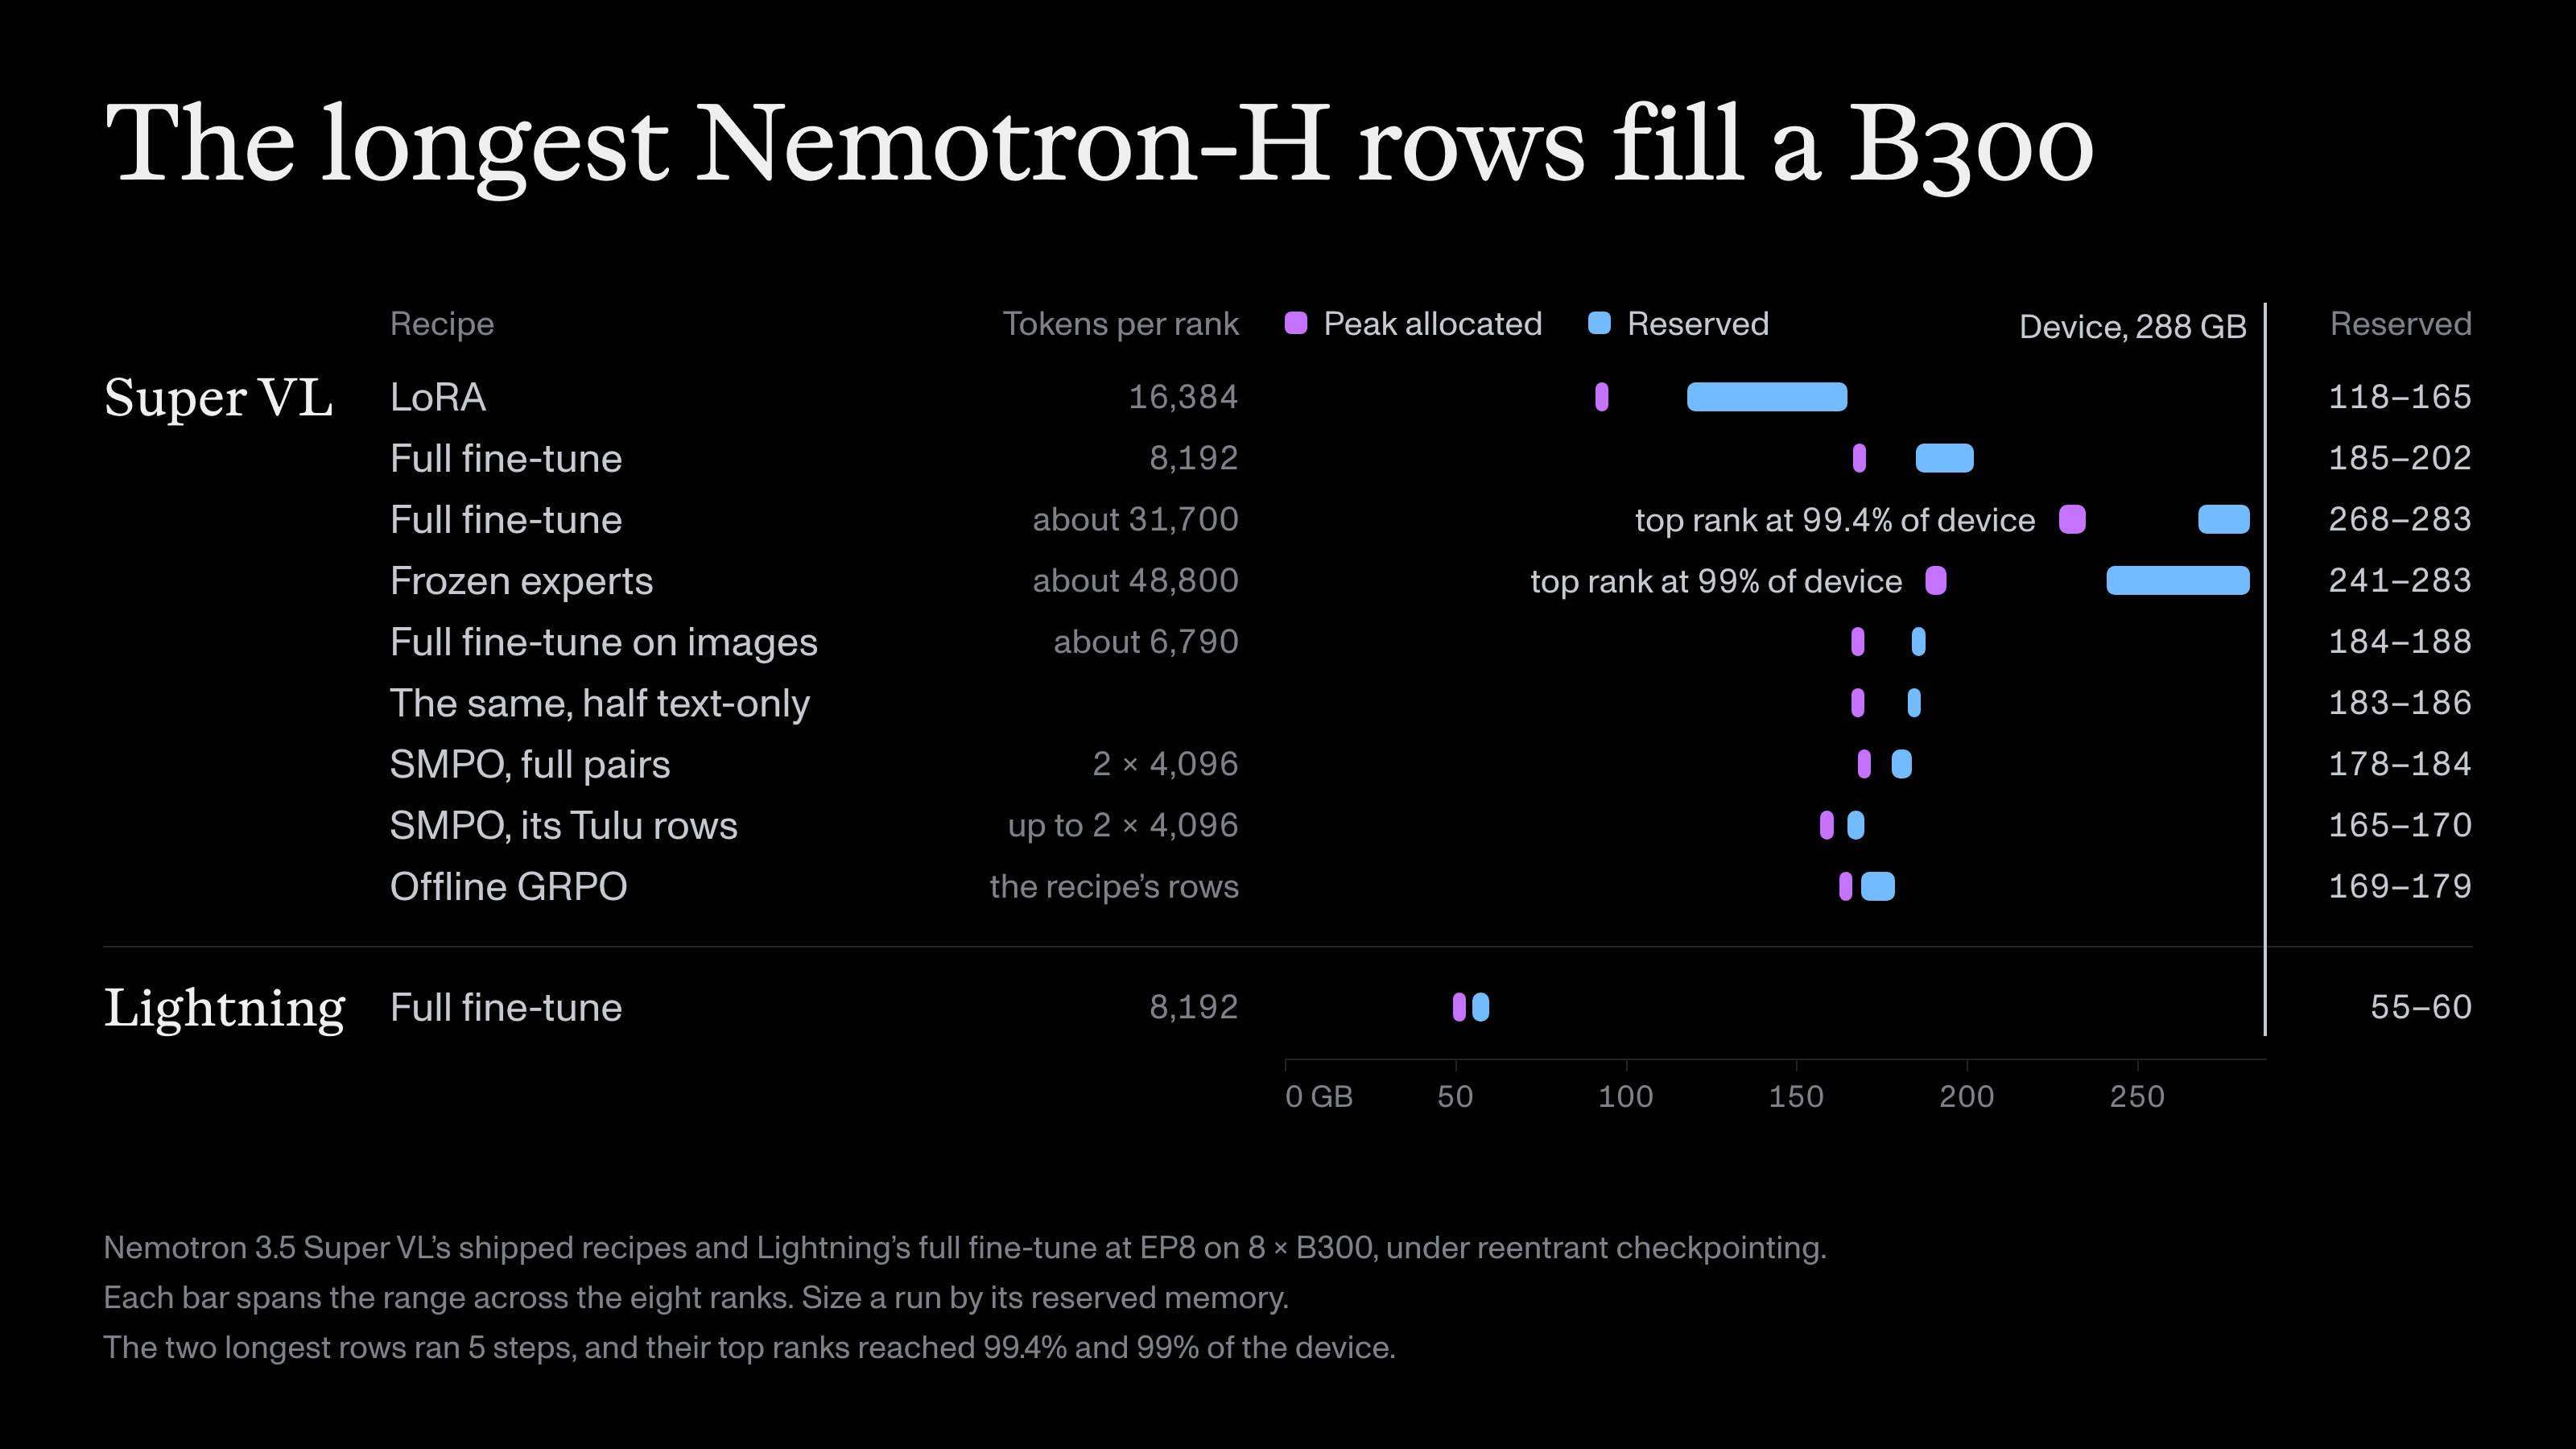 The longest Nemotron-H rows fill a B300
Recipe Tokens per rank Peak allocated Reserved Device, 288 GB Reserved
Super VL LoRA 16,384 118–165
Full fine-tune 8,192 185–202
Full fine-tune about 31,700 top rank at 99.4% of device 268–283
Frozen experts about 48,800 top rank at 99% of device 241–283
Full fine-tune on images about 6,790 184–188
The same, half text-only 183–186
SMPO, full pairs 2 × 4,096 178–184
SMPO, its Tulu rows up to 2 × 4,096 165–170
Offline GRPO the recipe’s rows 169–179
Lightning Full fine-tune 8,192 55–60
0 GB 50 100 150 200 250
Nemotron 3.5 Super VL’s shipped recipes and Lightning’s full fine-tune at EP8 on 8 × B300, under reentrant checkpointing.
Each bar spans the range across the eight ranks. Size a run by its reserved memory.
The two longest rows ran 5 steps, and their top ranks reached 99.4% and 99% of the device.